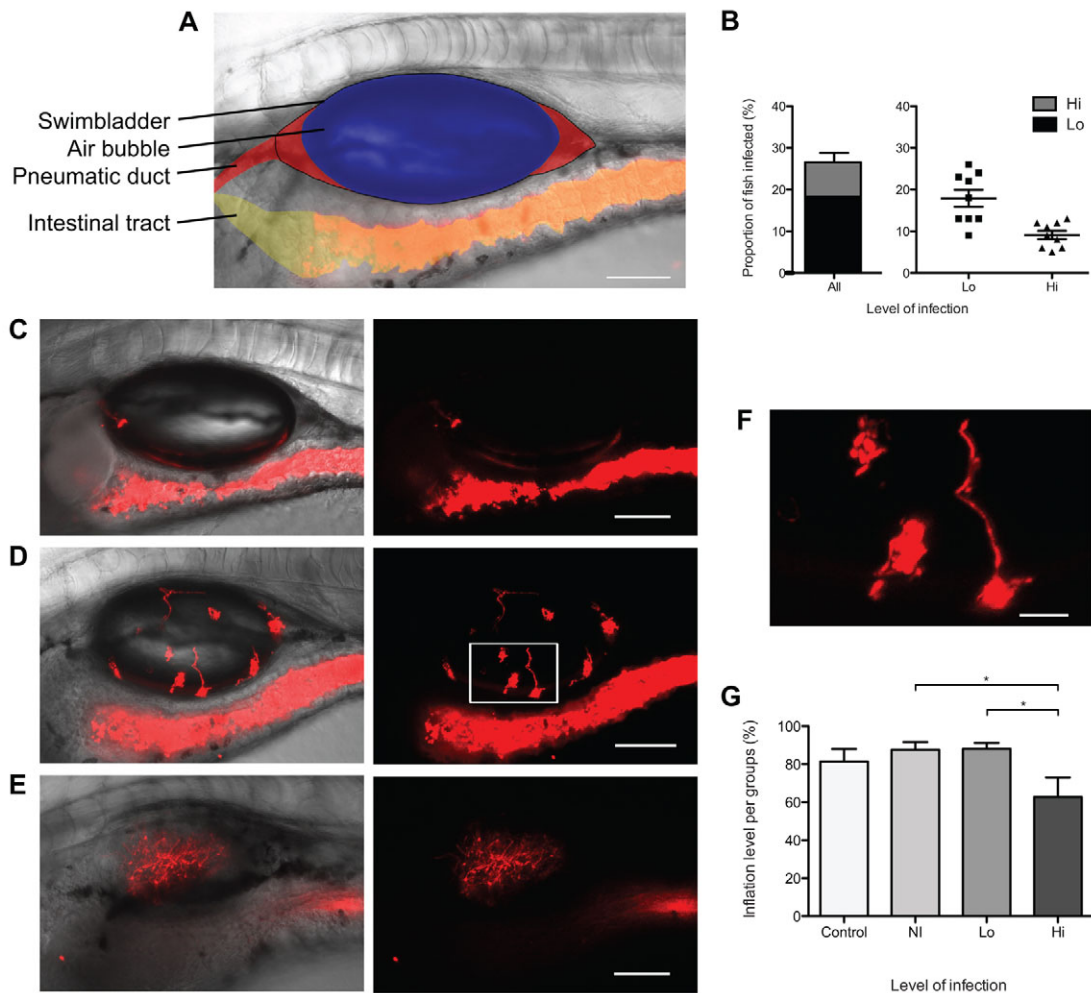 A
Swimbladder
Air bubble
Pneumatic duct
Intestinal tract
B
Hi
Lo
Proportion of fish infected (%)
40
30
20
10
0
All
40
30
20
10
0
Lo
Hi
Level of infection
C
D
E
F
G
*
*
Inflation level per groups (%)
100
80
60
40
20
0
Control
NI
Lo
Hi
Level of infection